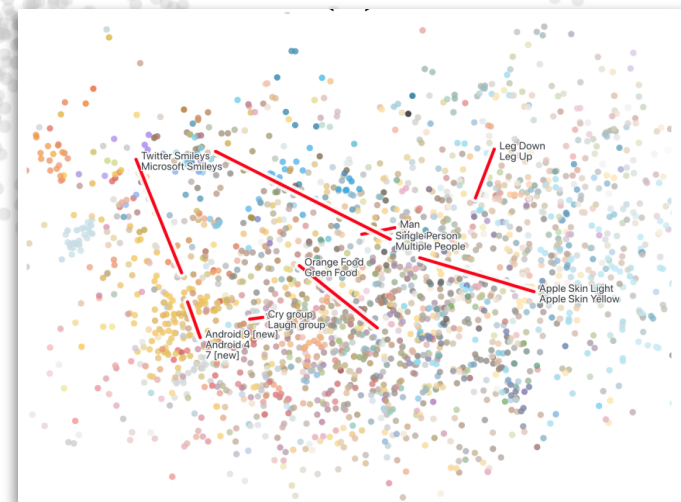 Twitter Smileys
Microsoft Smileys
Leg Down
Leg Up
Man
Single Person
Multiple People
Orange Food
Green Food
Apple Skin Light
Apple Skin Yellow
Cry group
Laugh group
Android 9 [new]
Android 4
7 [new]